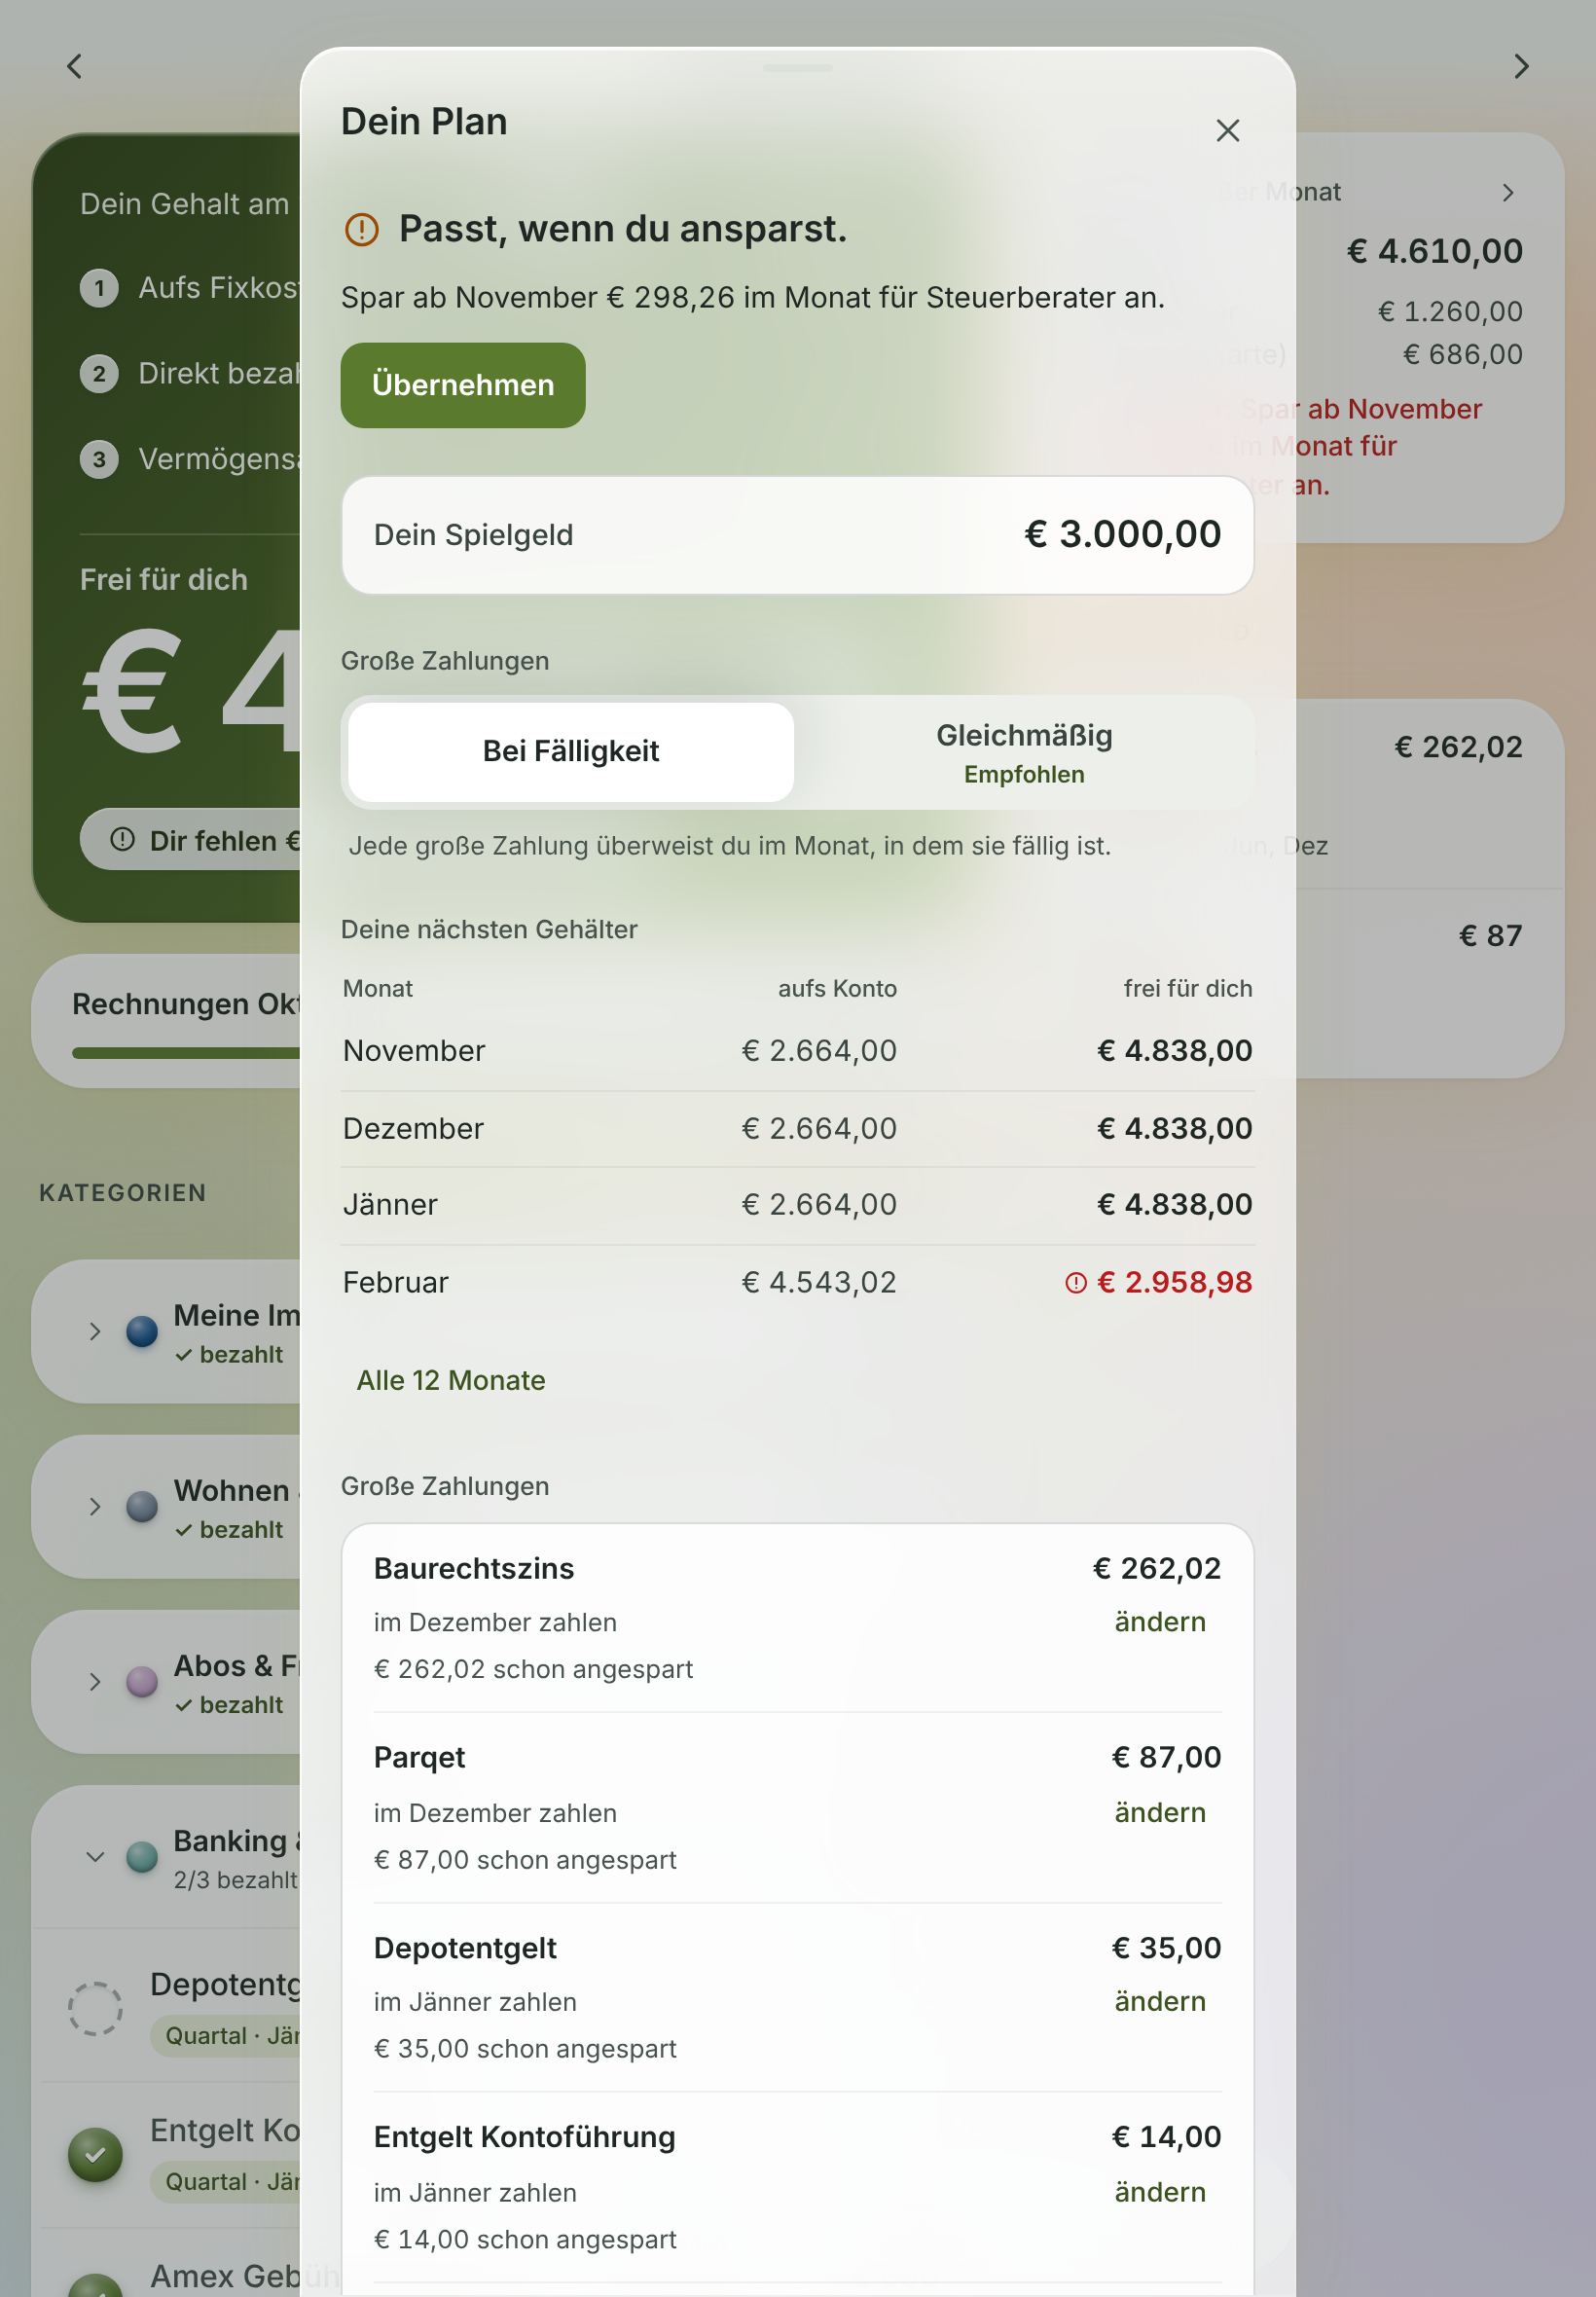 Dein Plan
Passt, wenn du ansparst.
Spar ab November € 298,26 im Monat für Steuerberater an.
Übernehmen
Dein Spielgeld € 3.000,00
Große Zahlungen
Bei Fälligkeit
Gleichmäßig
Empfohlen
Jede große Zahlung überweist du im Monat, in dem sie fällig ist.
Deine nächsten Gehälter
Monat aufs Konto frei für dich
November € 2.664,00 € 4.838,00
Dezember € 2.664,00 € 4.838,00
Jänner € 2.664,00 € 4.838,00
Februar € 4.543,02 € 2.958,98
Alle 12 Monate
Große Zahlungen
Baurechtszins € 262,02
im Dezember zahlen ändern
€ 262,02 schon angespart
Parqet € 87,00
im Dezember zahlen ändern
€ 87,00 schon angespart
Depotentgelt € 35,00
im Jänner zahlen ändern
€ 35,00 schon angespart
Entgelt Kontoführung € 14,00
im Jänner zahlen ändern
€ 14,00 schon angespart
Dein Gehalt am
1 Aufs Fixkos
2 Direkt beza
3 Vermögens
Frei für dich
€ 4
Dir fehlen €
Rechnungen Okt
KATEGORIEN
Meine Im
bezahlt
Wohnen
bezahlt
Abos & F
bezahlt
Banking &
2/3 bezahlt
Depotentg
Quartal · Jän
Entgelt Ko
Quartal · Jän
Amex Gebüh
er Monat
€ 4.610,00
€ 1.260,00
arte) € 686,00
Spar ab November
im Monat für
ter an.
€ 262,02
Jun, Dez
€ 87